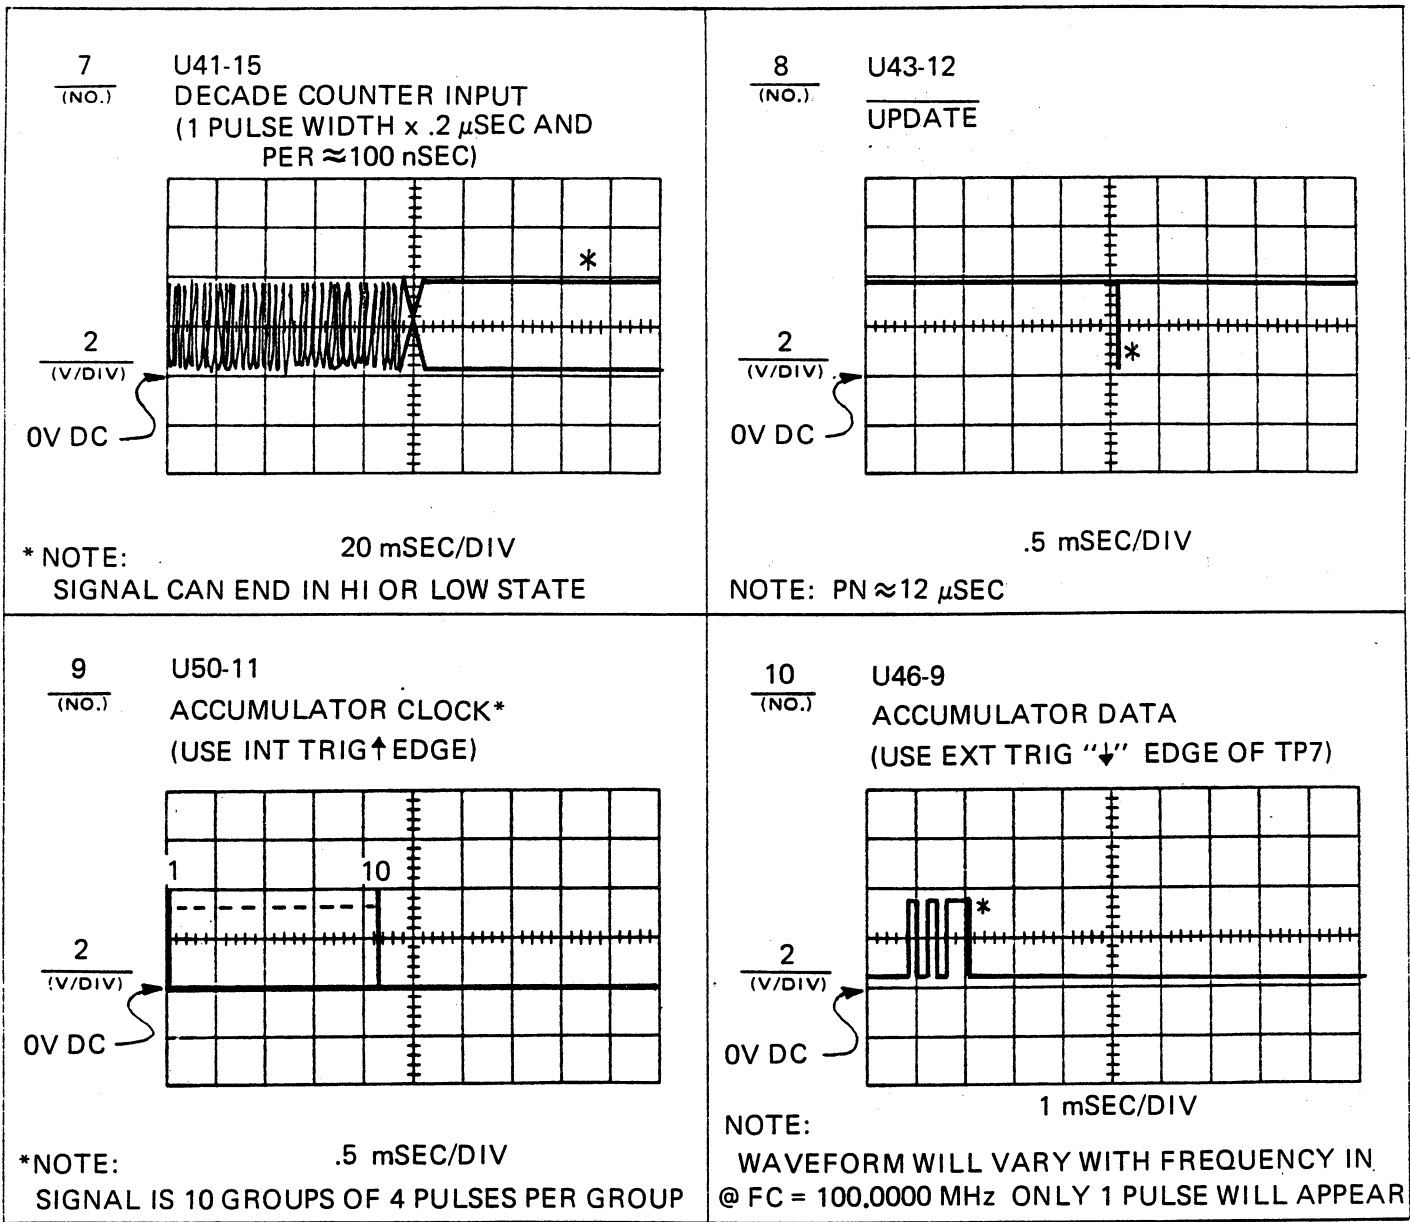 7
(NO.)
U41-15
DECADE COUNTER INPUT
(1 PULSE WIDTH x .2 μSEC AND
PER ≈ 100 nSEC)
*
2
(V/DIV)
0V DC
20 mSEC/DIV
* NOTE:
SIGNAL CAN END IN HI OR LOW STATE
8
(NO.)
U43-12
U̅P̅D̅A̅T̅E̅
*
2
(V/DIV)
0V DC
.5 mSEC/DIV
NOTE: PN ≈ 12 μSEC
9
(NO.)
U50-11
ACCUMULATOR CLOCK*
(USE INT TRIG ↑ EDGE)
1 10
2
(V/DIV)
0V DC
.5 mSEC/DIV
*NOTE:
SIGNAL IS 10 GROUPS OF 4 PULSES PER GROUP
10
(NO.)
U46-9
ACCUMULATOR DATA
(USE EXT TRIG "↓" EDGE OF TP7)
*
2
(V/DIV)
0V DC
1 mSEC/DIV
NOTE:
WAVEFORM WILL VARY WITH FREQUENCY IN
@ FC = 100.0000 MHz ONLY 1 PULSE WILL APPEAR